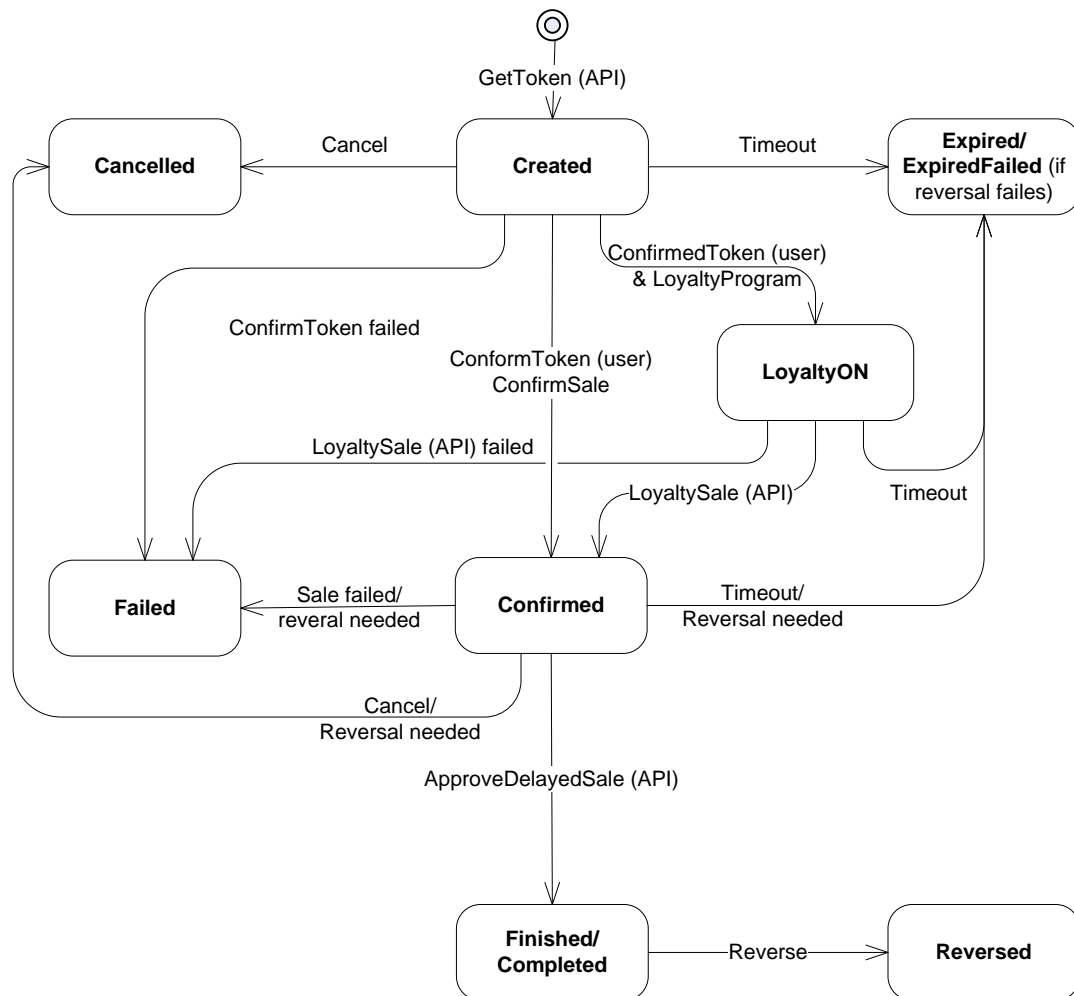 GetToken (API)
Cancelled
Cancel
Created
Timeout
Expired/
ExpiredFailed (if
reversal failes)
ConfirmedToken (user)
& LoyaltyProgram
ConfirmToken failed
ConformToken (user)
ConfirmSale
LoyaltyON
LoyaltySale (API) failed
LoyaltySale (API)
Timeout
Failed
Sale failed/
reveral needed
Confirmed
Timeout/
Reversal needed
Cancel/
Reversal needed
ApproveDelayedSale (API)
Finished/
Completed
Reverse
Reversed